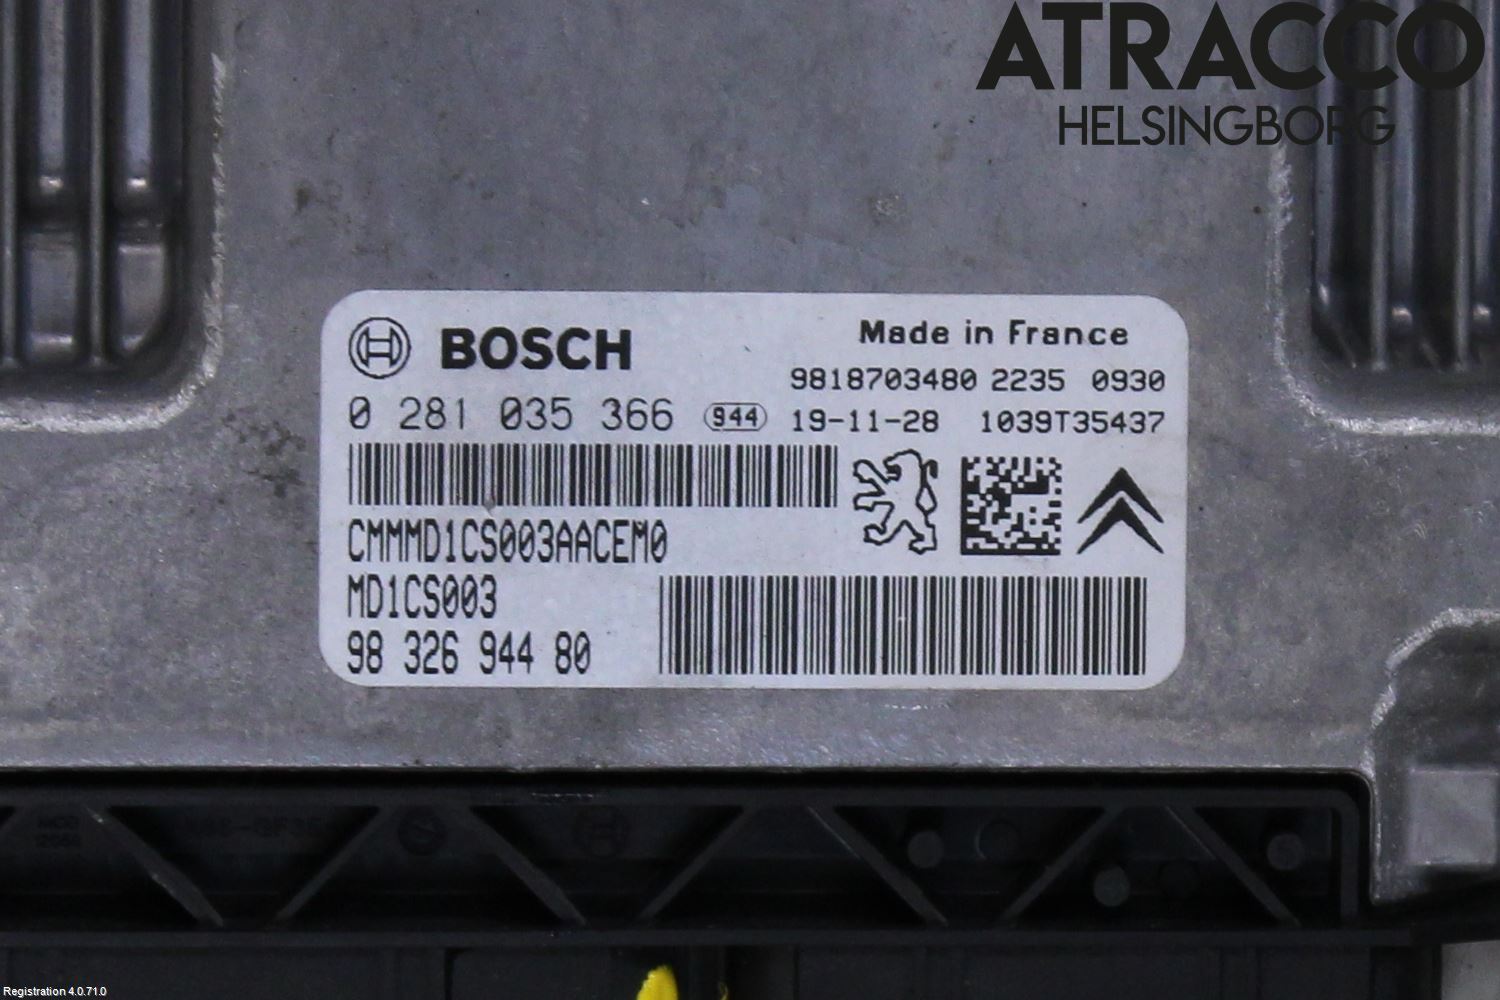 ATRACCO
HELSINGBORG
BOSCH
Made in France
9818703480 2235 0930
0 281 035 366 944 19-11-28 1039T35437
CMMMD1CS003AACEM0
MD1CS003
98 326 944 80
Registration 4.0.71.0